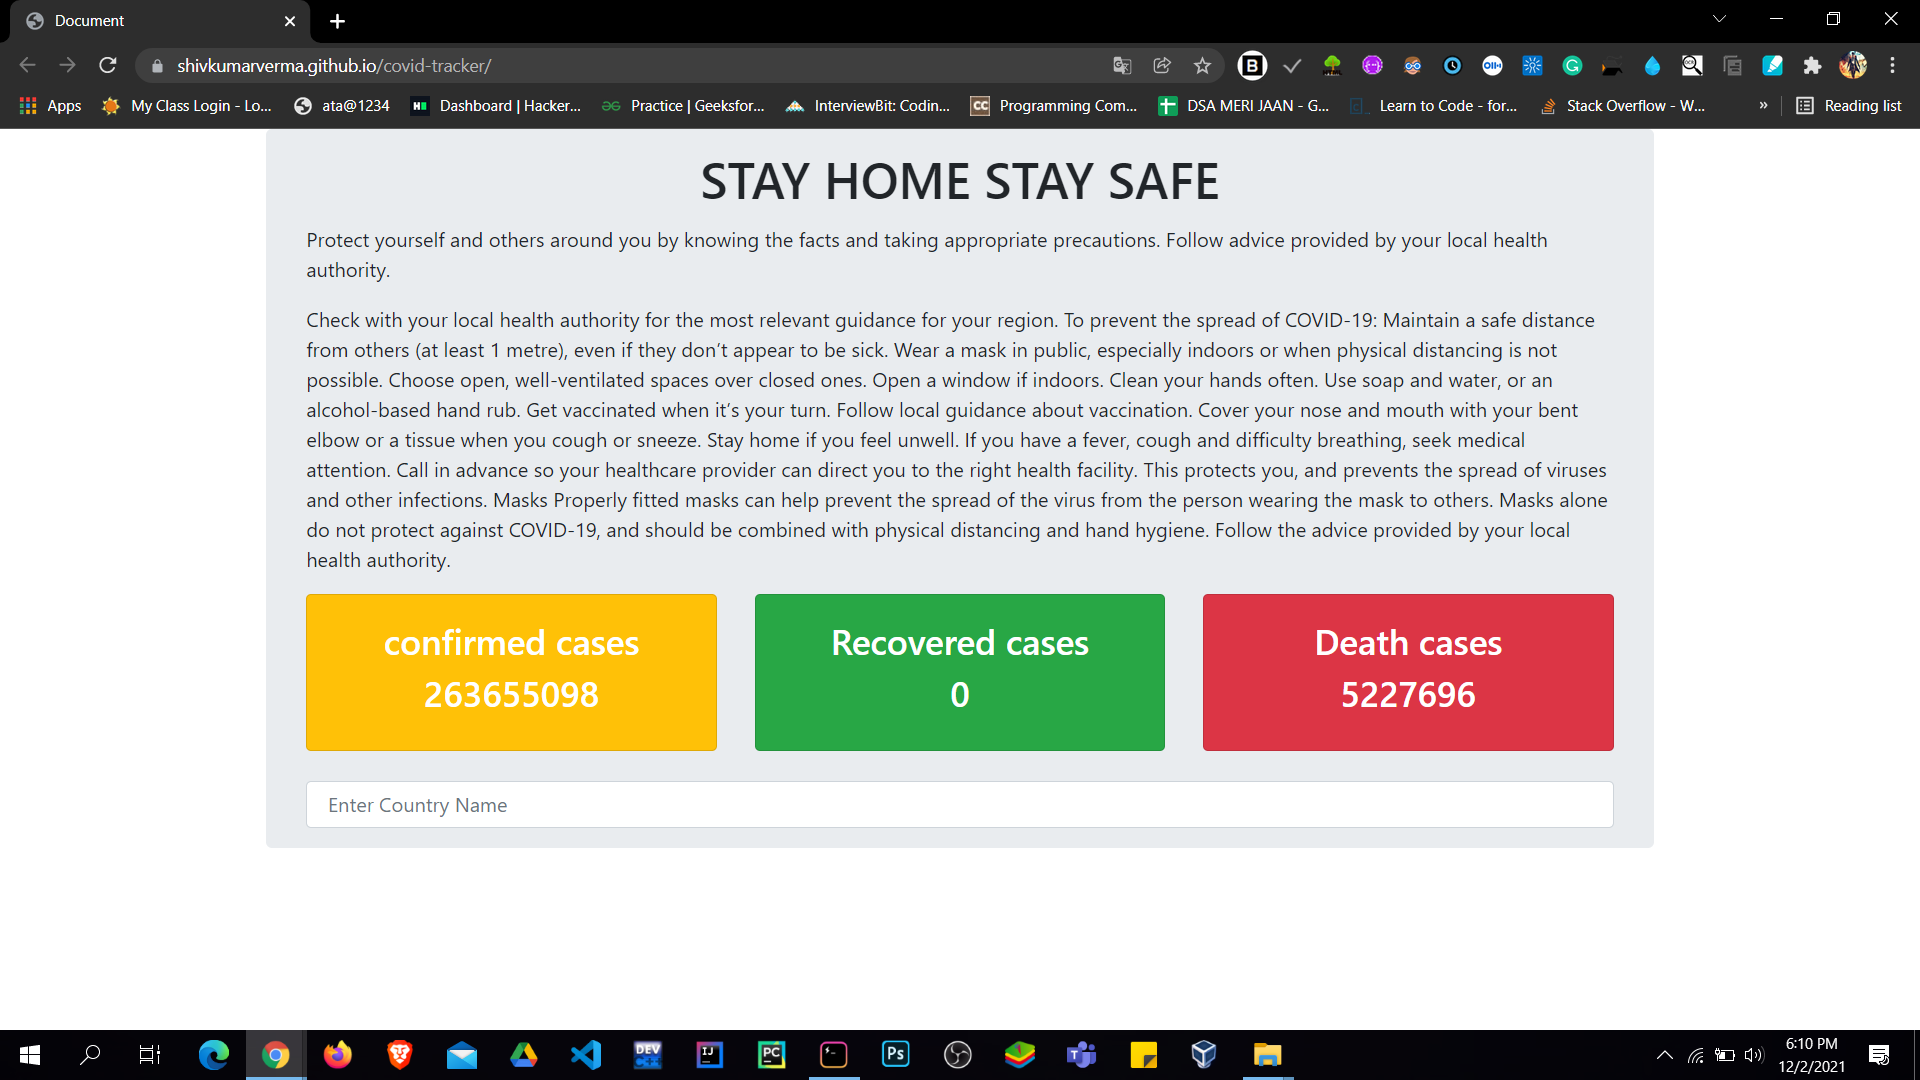 Document
shivkumarverma.github.io/covid-tracker/
Apps My Class Login - Lo... ata@1234 Dashboard | Hacker... Practice | Geeksfor... InterviewBit: Codin... Programming Com... DSA MERI JAAN - G... Learn to Code - for... Stack Overflow - W... » Reading list
STAY HOME STAY SAFE
Protect yourself and others around you by knowing the facts and taking appropriate precautions. Follow advice provided by your local health
authority.
Check with your local health authority for the most relevant guidance for your region. To prevent the spread of COVID-19: Maintain a safe distance
from others (at least 1 metre), even if they don’t appear to be sick. Wear a mask in public, especially indoors or when physical distancing is not
possible. Choose open, well-ventilated spaces over closed ones. Open a window if indoors. Clean your hands often. Use soap and water, or an
alcohol-based hand rub. Get vaccinated when it’s your turn. Follow local guidance about vaccination. Cover your nose and mouth with your bent
elbow or a tissue when you cough or sneeze. Stay home if you feel unwell. If you have a fever, cough and difficulty breathing, seek medical
attention. Call in advance so your healthcare provider can direct you to the right health facility. This protects you, and prevents the spread of viruses
and other infections. Masks Properly fitted masks can help prevent the spread of the virus from the person wearing the mask to others. Masks alone
do not protect against COVID-19, and should be combined with physical distancing and hand hygiene. Follow the advice provided by your local
health authority.
confirmed cases
263655098
Recovered cases
0
Death cases
5227696
Enter Country Name
6:10 PM
12/2/2021